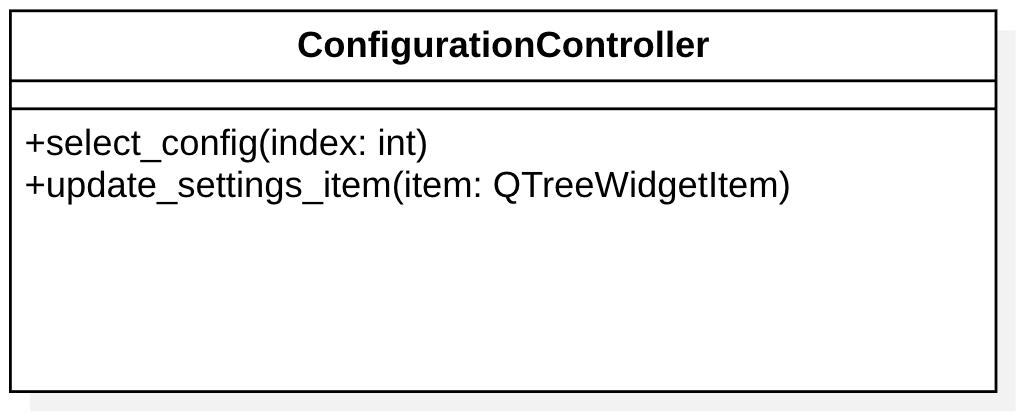 ConfigurationController
+select_config(index: int)
+update_settings_item(item: QTreeWidgetItem)